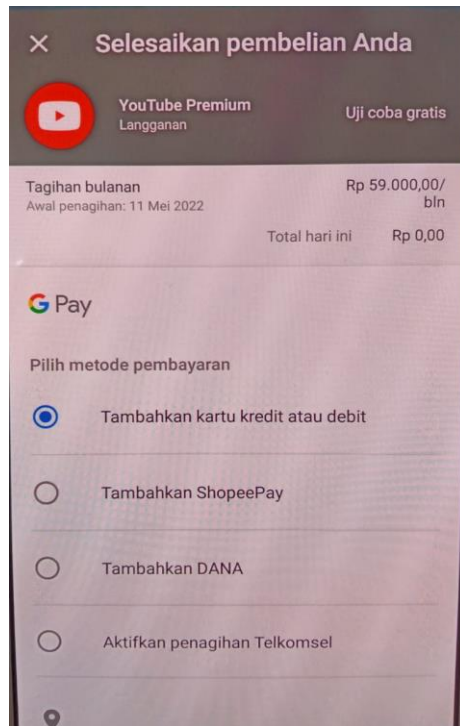 Selesaikan pembelian Anda
YouTube Premium
Langganan
Uji coba gratis
Tagihan bulanan
Awal penagihan: 11 Mei 2022
Rp 59.000,00/
bln
Total hari ini Rp 0,00
G Pay
Pilih metode pembayaran
Tambahkan kartu kredit atau debit
Tambahkan ShopeePay
Tambahkan DANA
Aktifkan penagihan Telkomsel